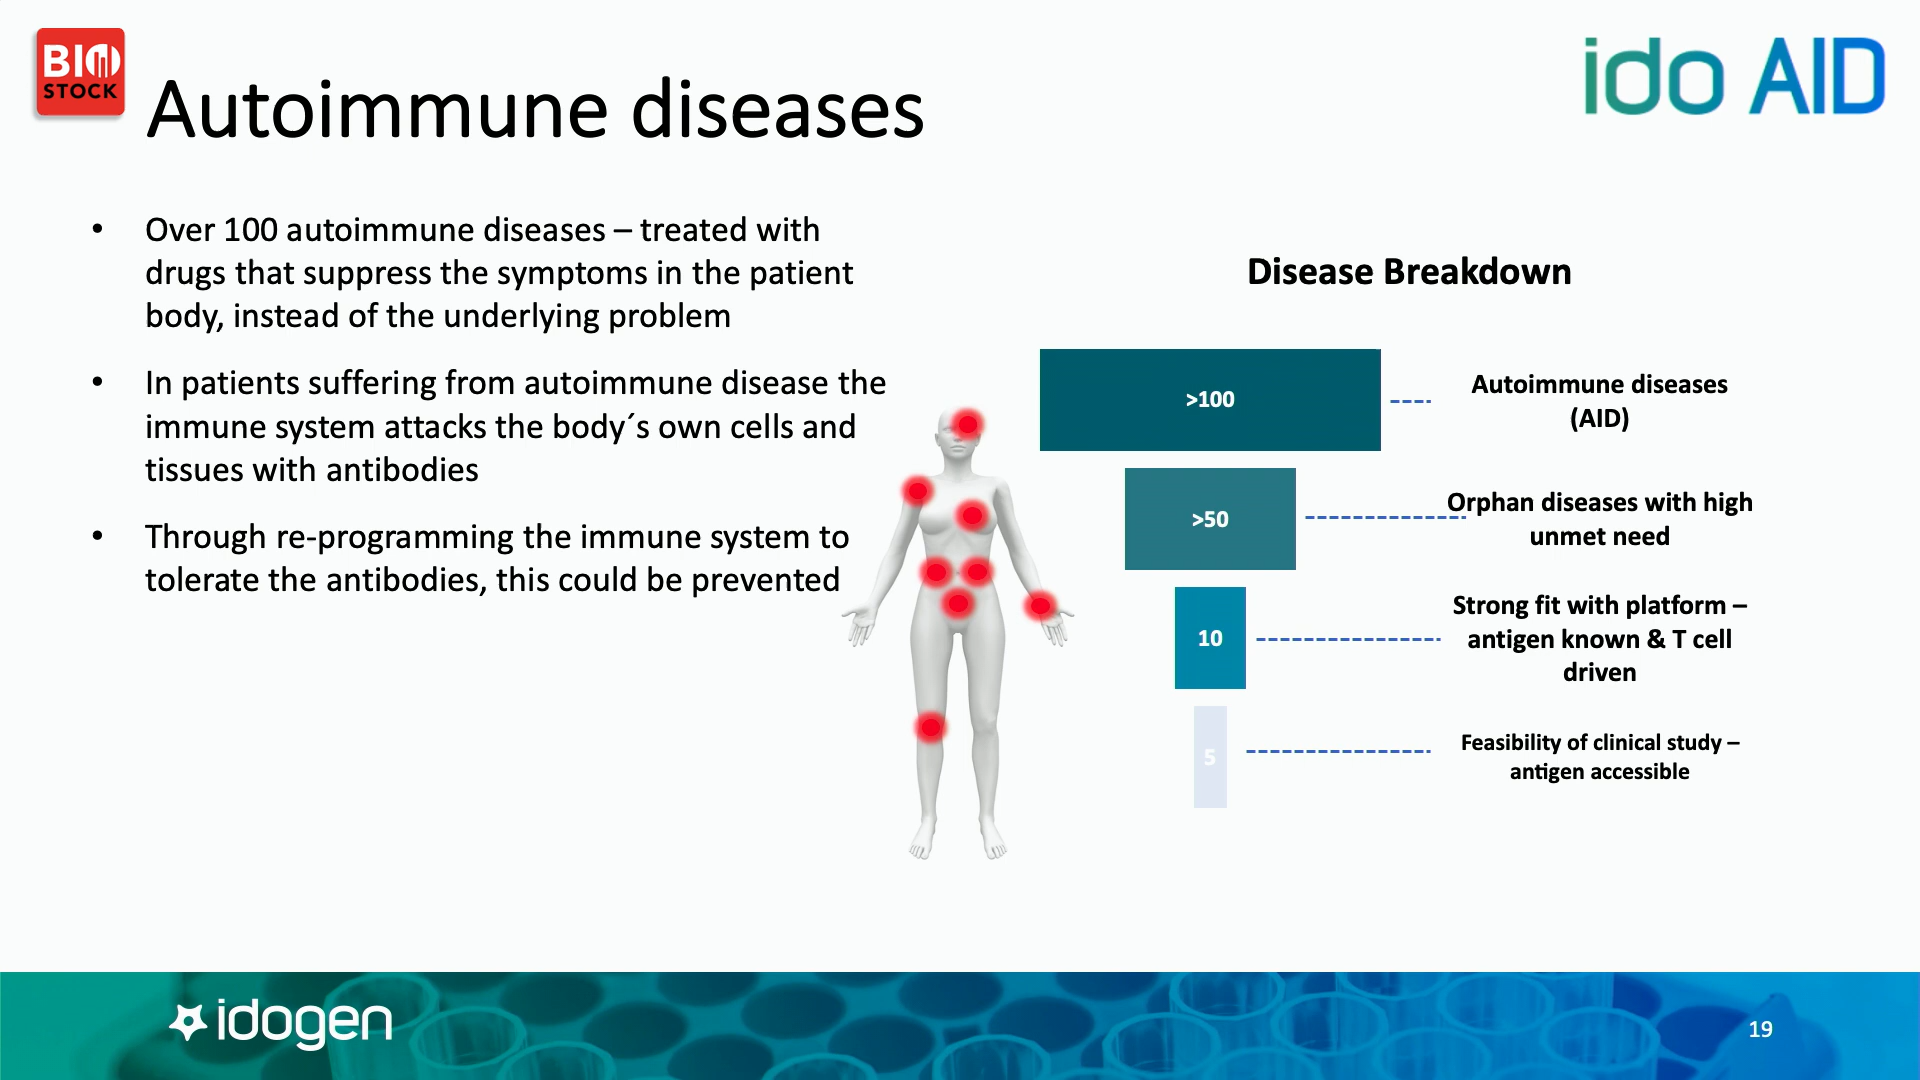 BIO
STOCK
Autoimmune diseases
ido AID
• Over 100 autoimmune diseases – treated with
drugs that suppress the symptoms in the patient
body, instead of the underlying problem
• In patients suffering from autoimmune disease the
immune system attacks the body´s own cells and
tissues with antibodies
• Through re-programming the immune system to
tolerate the antibodies, this could be prevented
Disease Breakdown
>100
Autoimmune diseases
(AID)
>50
Orphan diseases with high
unmet need
10
Strong fit with platform –
antigen known & T cell
driven
5
Feasibility of clinical study –
antigen accessible
idogen
19